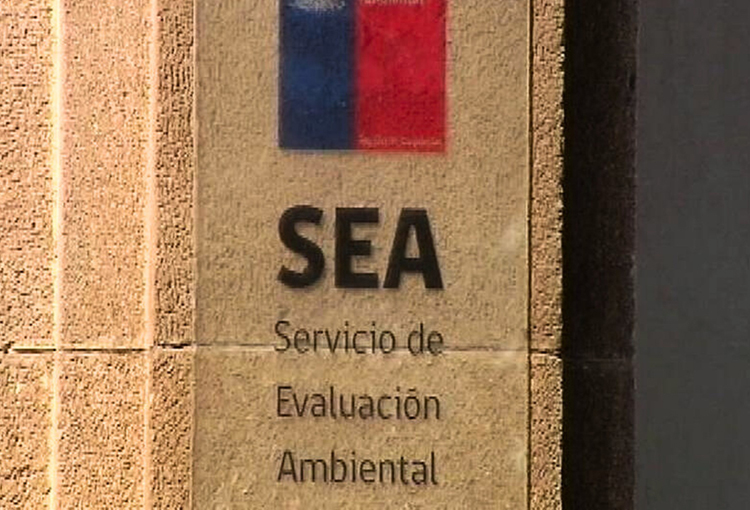 SEA
Servicio de
Evaluación
Ambiental